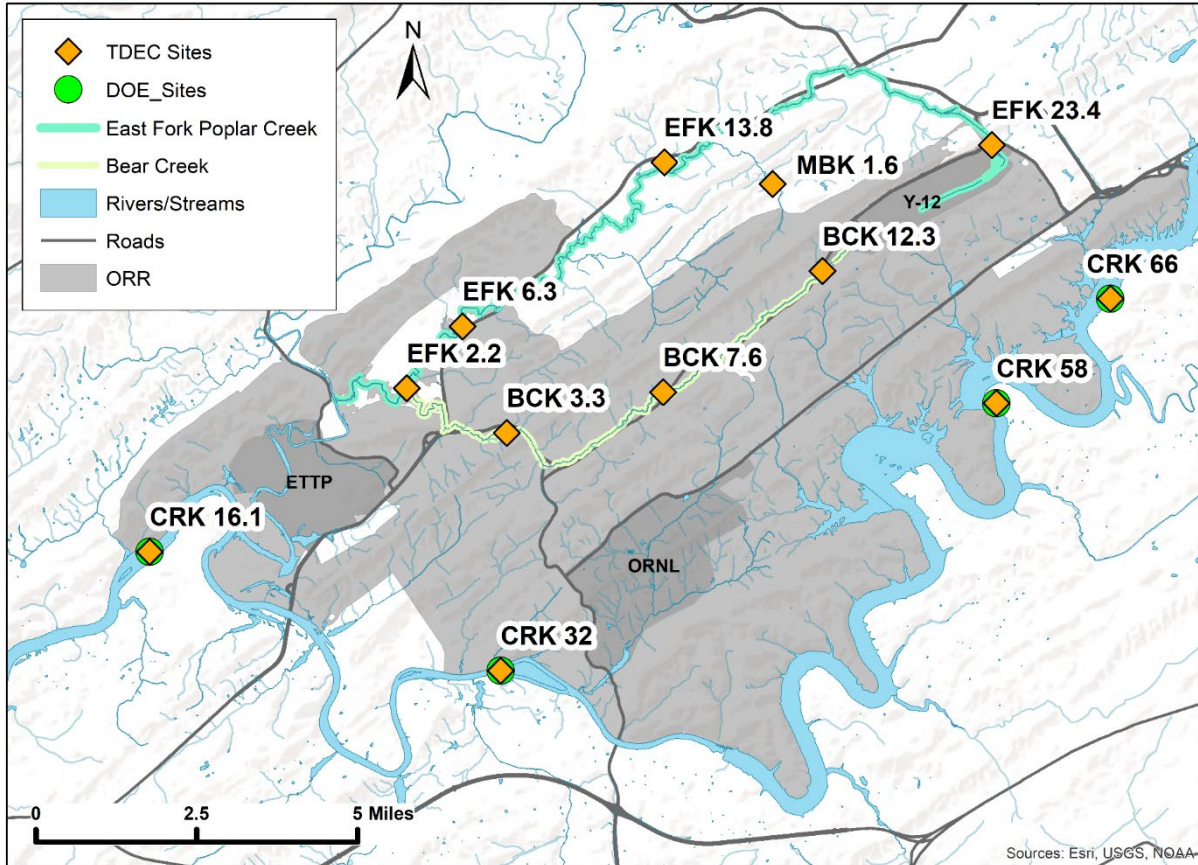 N
TDEC Sites
DOE_Sites
East Fork Poplar Creek
Bear Creek
Rivers/Streams
Roads
ORR
EFK 23.4
EFK 13.8
MBK 1.6
Y-12
BCK 12.3
CRK 66
EFK 6.3
EFK 2.2
BCK 7.6
CRK 58
BCK 3.3
ETTP
CRK 16.1
ORNL
CRK 32
0 2.5 5 Miles
Sources: Esri, USGS, NOAA